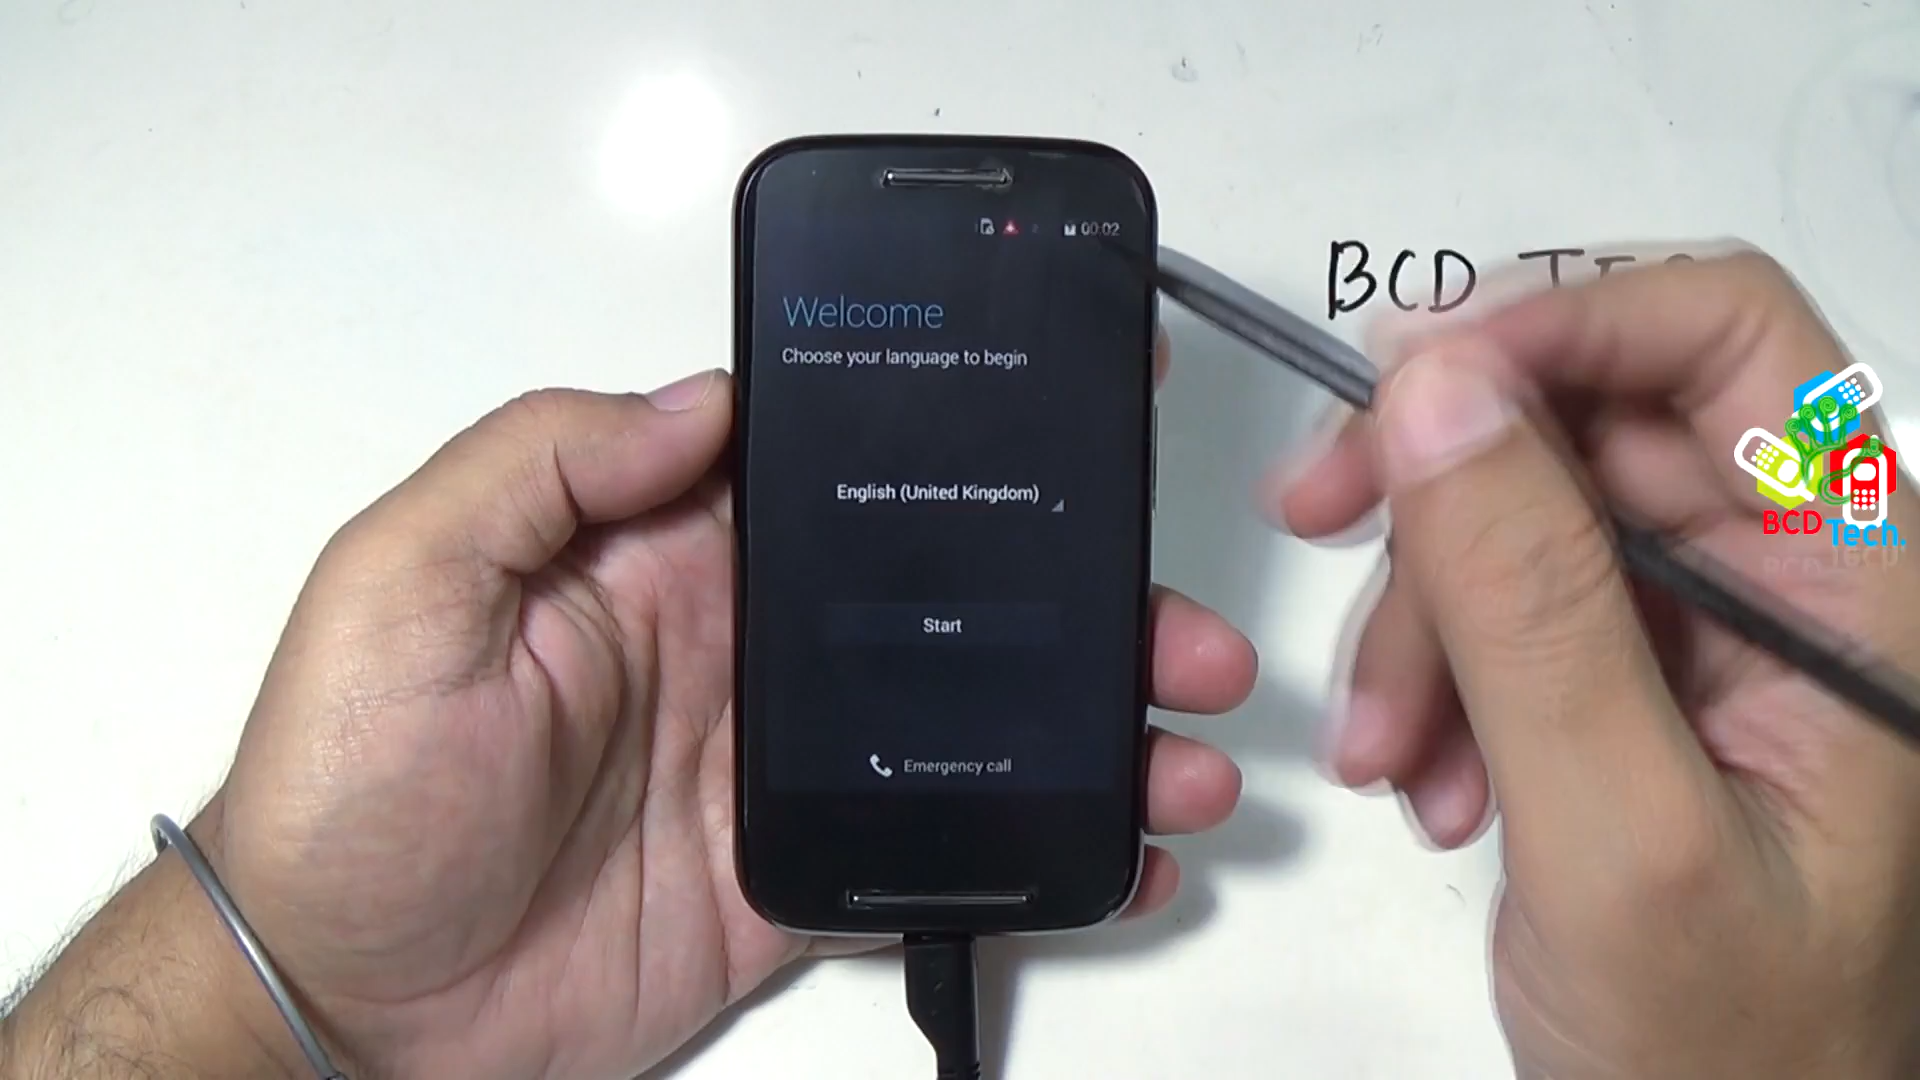 00:02
Welcome
Choose your language to begin
English (United Kingdom)
Start
Emergency call
BCD
BCD Tech.